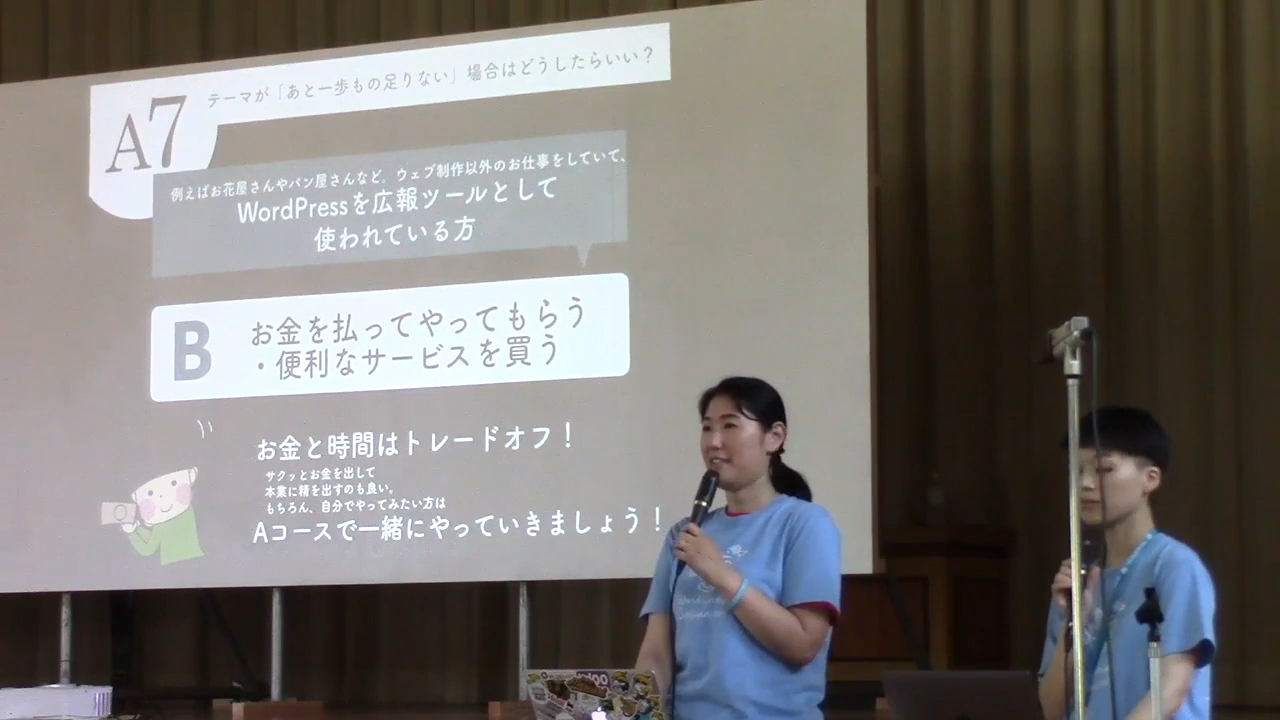 A7
テーマが「あと一歩もの足りない」場合はどうしたらいい？
例えばお花屋さんやパン屋さんなど。ウェブ制作以外のお仕事をしていて、
WordPressを広報ツールとして
使われている方
B
お金を払ってやってもらう
・便利なサービスを買う
お金と時間はトレードオフ！
サクッとお金を出して
本業に精を出すのも良い。
もちろん、自分でやってみたい方は
Aコースで一緒にやっていきましょう！